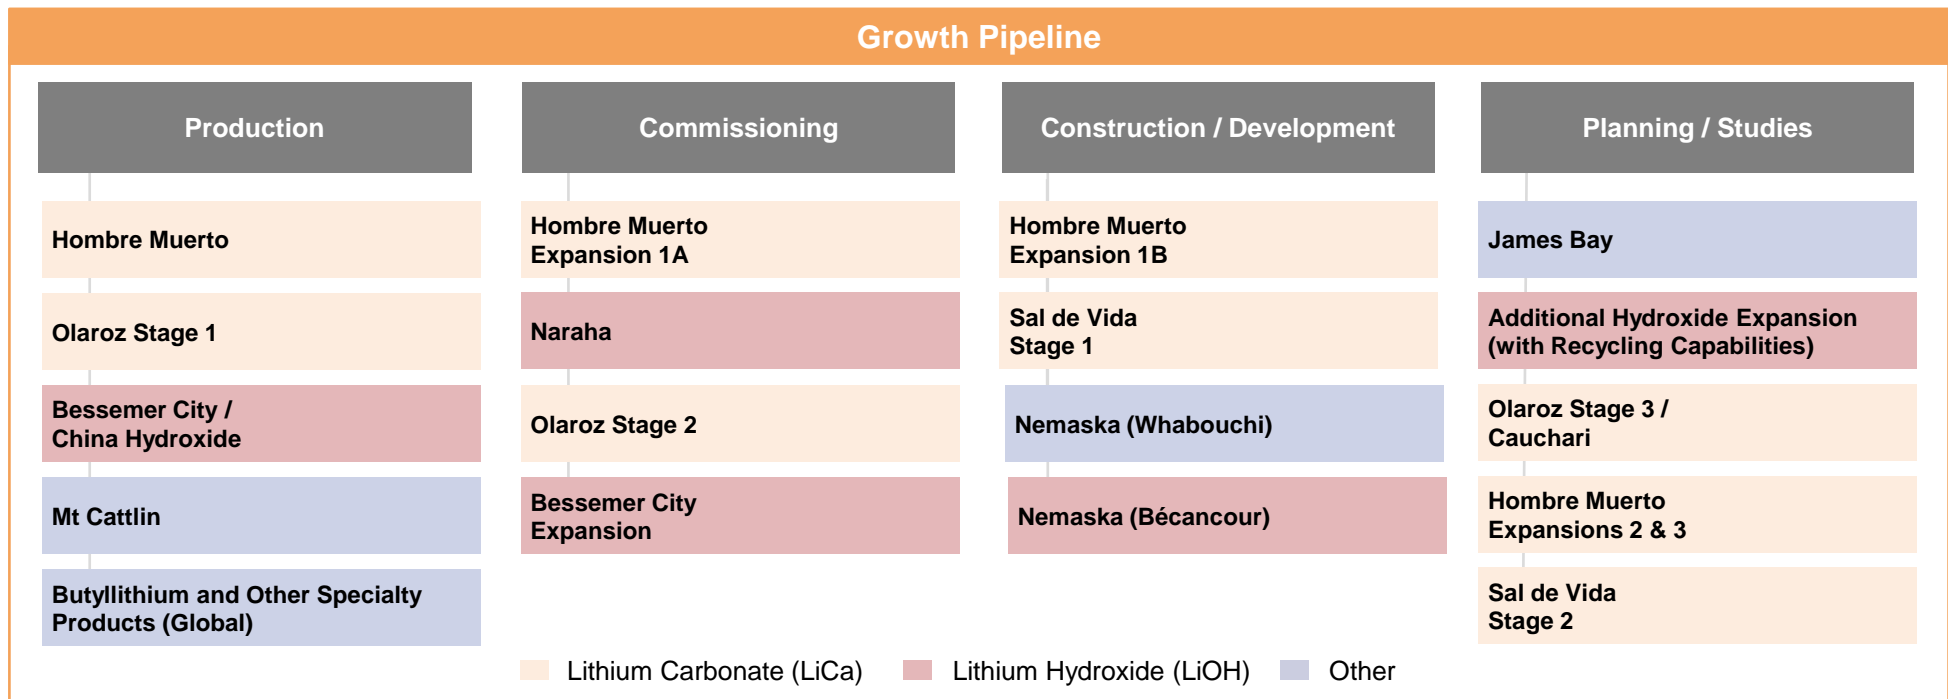 Growth Pipeline
Production
Hombre Muerto
Olaroz Stage 1
Bessemer City /
China Hydroxide
Mt Cattlin
Butyllithium and Other Specialty
Products (Global)
Commissioning
Hombre Muerto
Expansion 1A
Naraha
Olaroz Stage 2
Bessemer City
Expansion
Construction / Development
Hombre Muerto
Expansion 1B
Sal de Vida
Stage 1
Nemaska (Whabouchi)
Nemaska (Bécancour)
Planning / Studies
James Bay
Additional Hydroxide Expansion
(with Recycling Capabilities)
Olaroz Stage 3 /
Cauchari
Hombre Muerto
Expansions 2 & 3
Sal de Vida
Stage 2
Lithium Carbonate (LiCa)
Lithium Hydroxide (LiOH)
Other